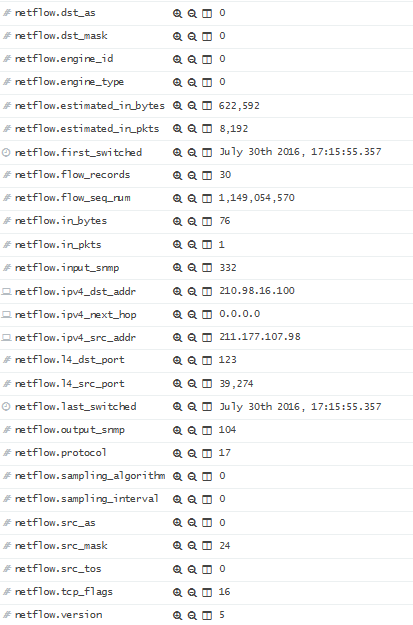 netflow.dst_as 0
netflow.dst_mask 0
netflow.engine_id 0
netflow.engine_type 0
netflow.estimated_in_bytes 622,592
netflow.estimated_in_pkts 8,192
netflow.first_switched July 30th 2016, 17:15:55.357
netflow.flow_records 30
netflow.flow_seq_num 1,149,054,570
netflow.in_bytes 76
netflow.in_pkts 1
netflow.input_snmp 332
netflow.ipv4_dst_addr 210.98.16.100
netflow.ipv4_next_hop 0.0.0.0
netflow.ipv4_src_addr 211.177.107.98
netflow.l4_dst_port 123
netflow.l4_src_port 39,274
netflow.last_switched July 30th 2016, 17:15:55.357
netflow.output_snmp 104
netflow.protocol 17
netflow.sampling_algorithm 0
netflow.sampling_interval 0
netflow.src_as 0
netflow.src_mask 24
netflow.src_tos 0
netflow.tcp_flags 16
netflow.version 5